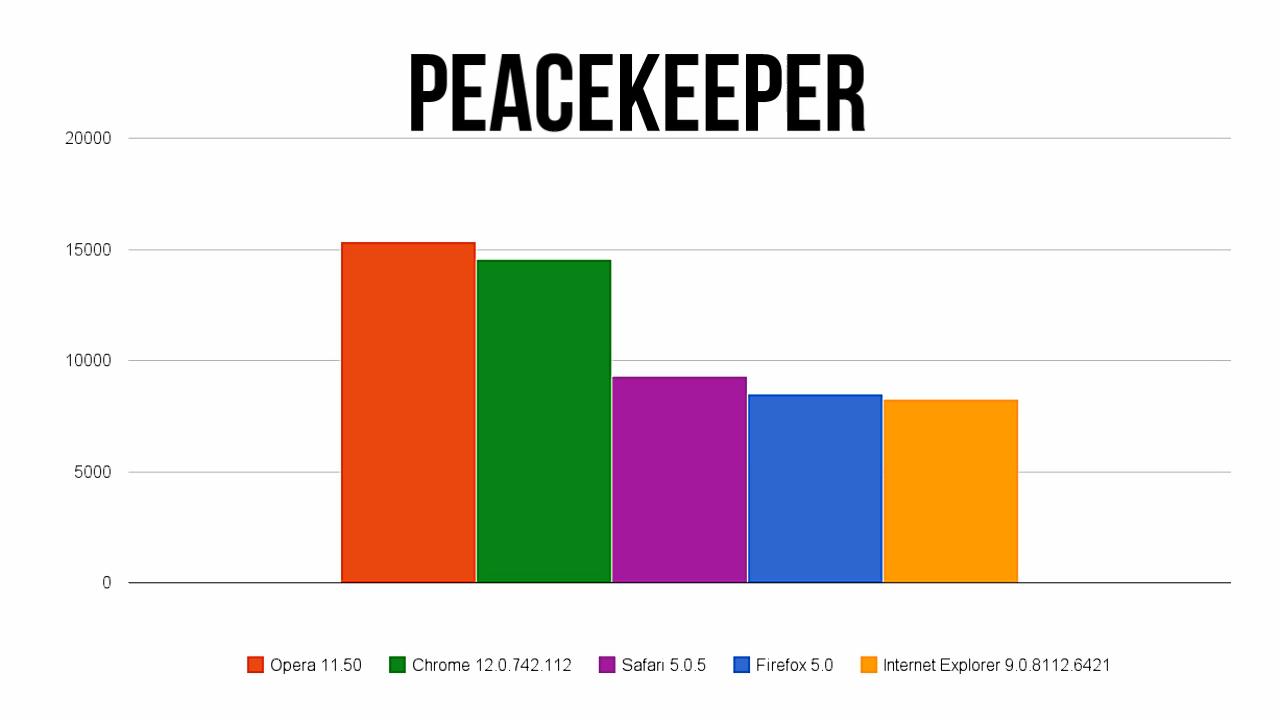 PEACEKEEPER
20000
15000
10000
5000
0
Opera 11.50 Chrome 12.0.742.112 Safari 5.0.5 Firefox 5.0 Internet Explorer 9.0.8112.6421